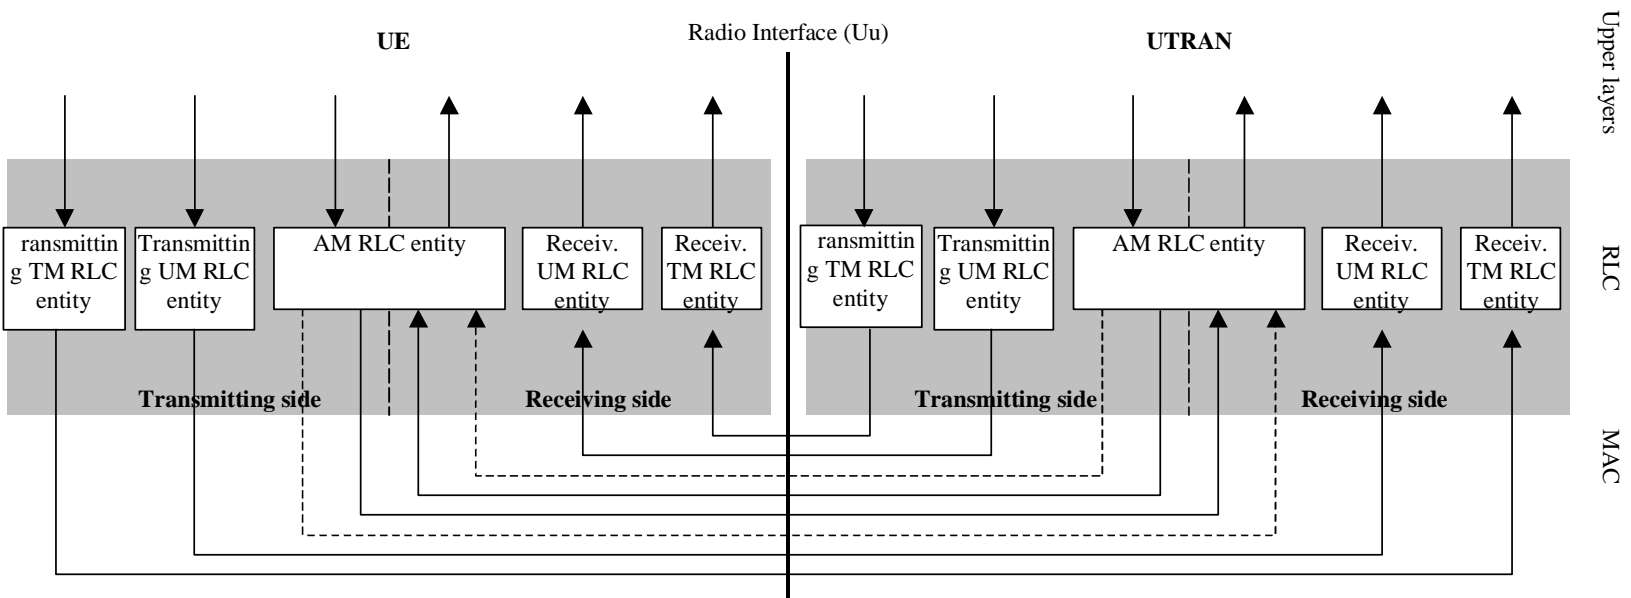 Radio Interface (Uu)
UE
UTRAN
Upper layers
ransmittin
g TM RLC
entity
Transmittin
g UM RLC
entity
AM RLC entity
Receiv.
UM RLC
entity
Receiv.
TM RLC
entity
ransmittin
g TM RLC
entity
Transmittin
g UM RLC
entity
AM RLC entity
Receiv.
UM RLC
entity
Receiv.
TM RLC
entity
RLC
Transmitting side
Receiving side
Transmitting side
Receiving side
MAC